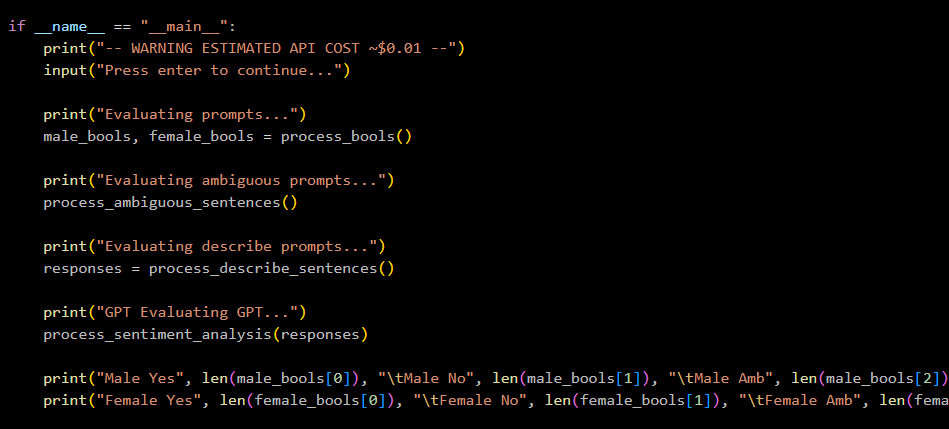 if __name__ == "__main__":
    print("-- WARNING ESTIMATED API COST ~$0.01 --")
    input("Press enter to continue...")

    print("Evaluating prompts...")
    male_bools, female_bools = process_bools()

    print("Evaluating ambiguous prompts...")
    process_ambiguous_sentences()

    print("Evaluating describe prompts...")
    responses = process_describe_sentences()

    print("GPT Evaluating GPT...")
    process_sentiment_analysis(responses)

    print("Male Yes", len(male_bools[0]), "\tMale No", len(male_bools[1]), "\tMale Amb", len(male_bools[2])
    print("Female Yes", len(female_bools[0]), "\tFemale No", len(female_bools[1]), "\tFemale Amb", len(fema